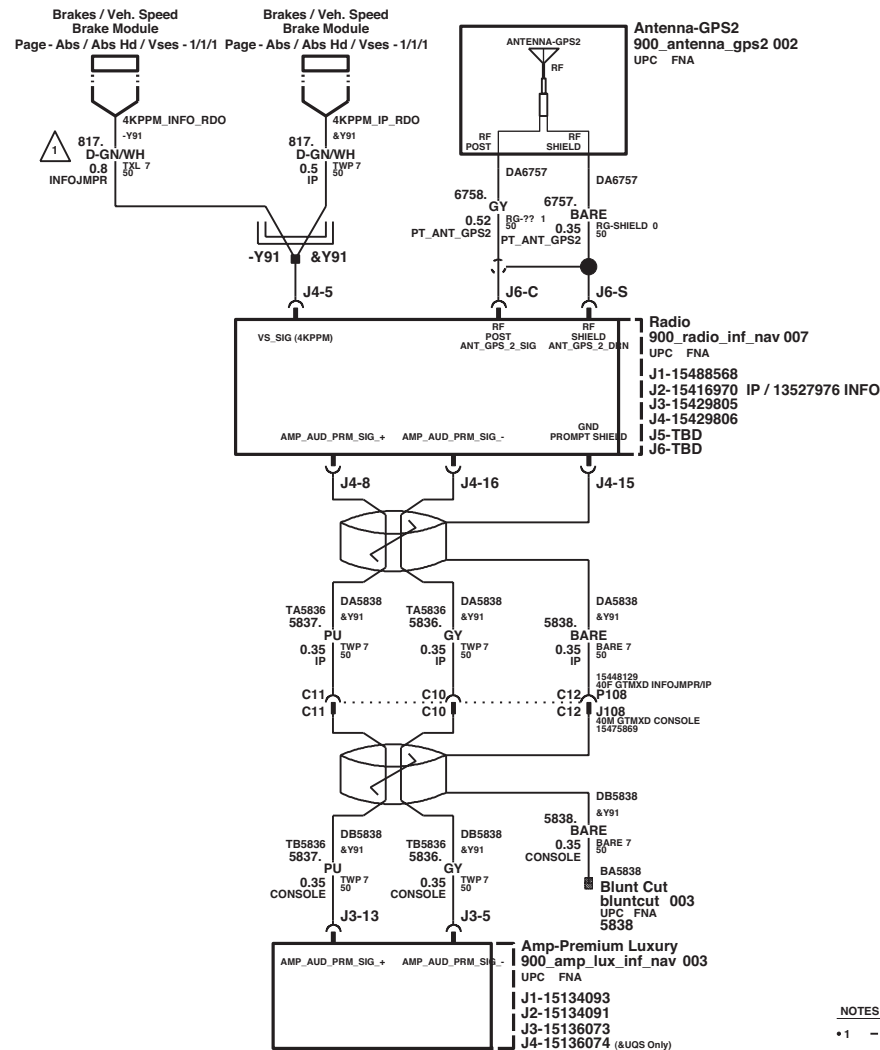 Brakes / Veh. Speed
Brake Module
Page - Abs / Abs Hd / Vses - 1/1/1
Brakes / Veh. Speed
Brake Module
Page - Abs / Abs Hd / Vses - 1/1/1
4KPPM_INFO_RDO
-Y91
1
817.
D-GN/WH
0.8
TXL 7
50
INFOJMPR
4KPPM_IP_RDO
&Y91
817.
D-GN/WH
0.5
TWP 7
50
IP
-Y91
&Y91
J4-5
ANTENNA-GPS2
RF
RF
POST
RF
SHIELD
Antenna-GPS2
900_antenna_gps2 002
UPC FNA
DA6757
6758.
GY
0.52
RG-?? 1
50
PT_ANT_GPS2
DA6757
6757.
BARE
0.35
RG-SHIELD 0
50
PT_ANT_GPS2
J6-C
J6-S
VS_SIG (4KPPM)
RF
POST
ANT_GPS_2_SIG
RF
SHIELD
ANT_GPS_2_DRN
AMP_AUD_PRM_SIG_+
AMP_AUD_PRM_SIG_-
GND
PROMPT SHIELD
Radio
900_radio_inf_nav 007
UPC FNA
J1-15488568
J2-15416970 IP / 13527976 INFO
J3-15429805
J4-15429806
J5-TBD
J6-TBD
J4-8
J4-16
J4-15
TA5836
5837.
PU
0.35
IP
DA5838
&Y91
TWP 7
50
TA5836
5836.
GY
0.35
IP
DA5838
&Y91
TWP 7
50
5838.
BARE
0.35
IP
DA5838
&Y91
BARE 7
50
15448129
40F GTMXD INFOJMPR/IP
C11
C10
C12
P108
C11
C10
C12
J108
40M GTMXD CONSOLE
15475869
TB5836
5837.
PU
0.35
CONSOLE
DB5838
&Y91
TWP 7
50
TB5836
5836.
GY
0.35
CONSOLE
DB5838
&Y91
TWP 7
50
5838.
BARE
0.35
CONSOLE
DB5838
&Y91
BARE 7
50
BA5838
Blunt Cut
bluntcut 003
UPC FNA
5838
J3-13
J3-5
AMP_AUD_PRM_SIG_+
AMP_AUD_PRM_SIG_-
Amp-Premium Luxury
900_amp_lux_inf_nav 003
UPC FNA
J1-15134093
J2-15134091
J3-15136073
J4-15136074 (&UQS Only)
NOTES
•1 –